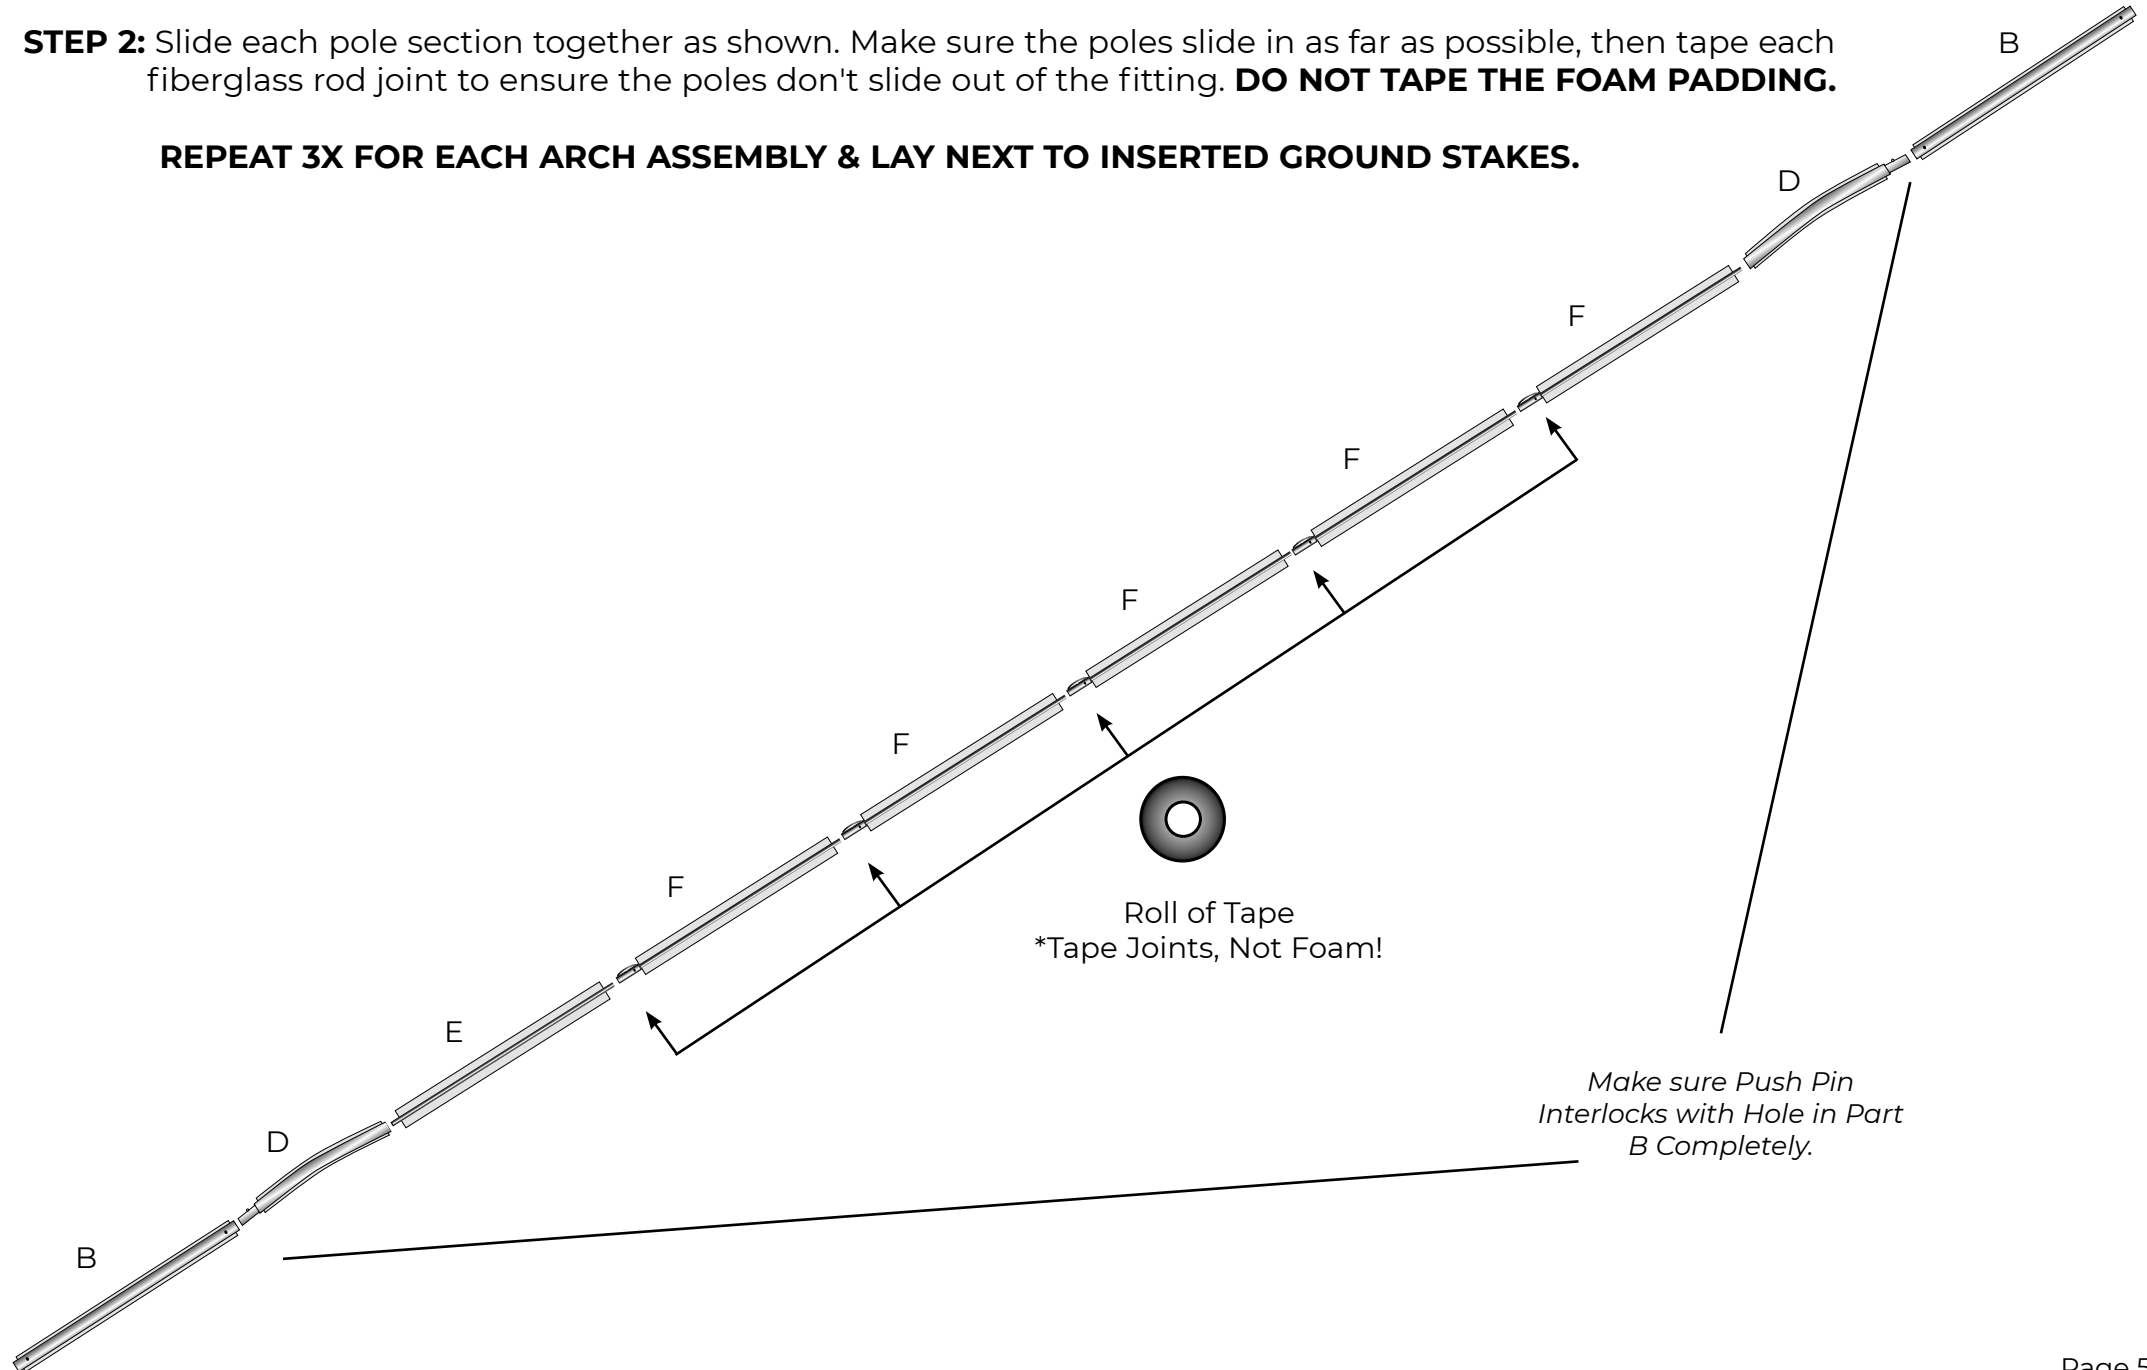 STEP 2: Slide each pole section together as shown. Make sure the poles slide in as far as possible, then tape each
fiberglass rod joint to ensure the poles don't slide out of the fitting. DO NOT TAPE THE FOAM PADDING.
REPEAT 3X FOR EACH ARCH ASSEMBLY & LAY NEXT TO INSERTED GROUND STAKES.
B
D
F
F
F
F
F
E
D
B
Roll of Tape
*Tape Joints, Not Foam!
Make sure Push Pin
Interlocks with Hole in Part
B Completely.
Page 5